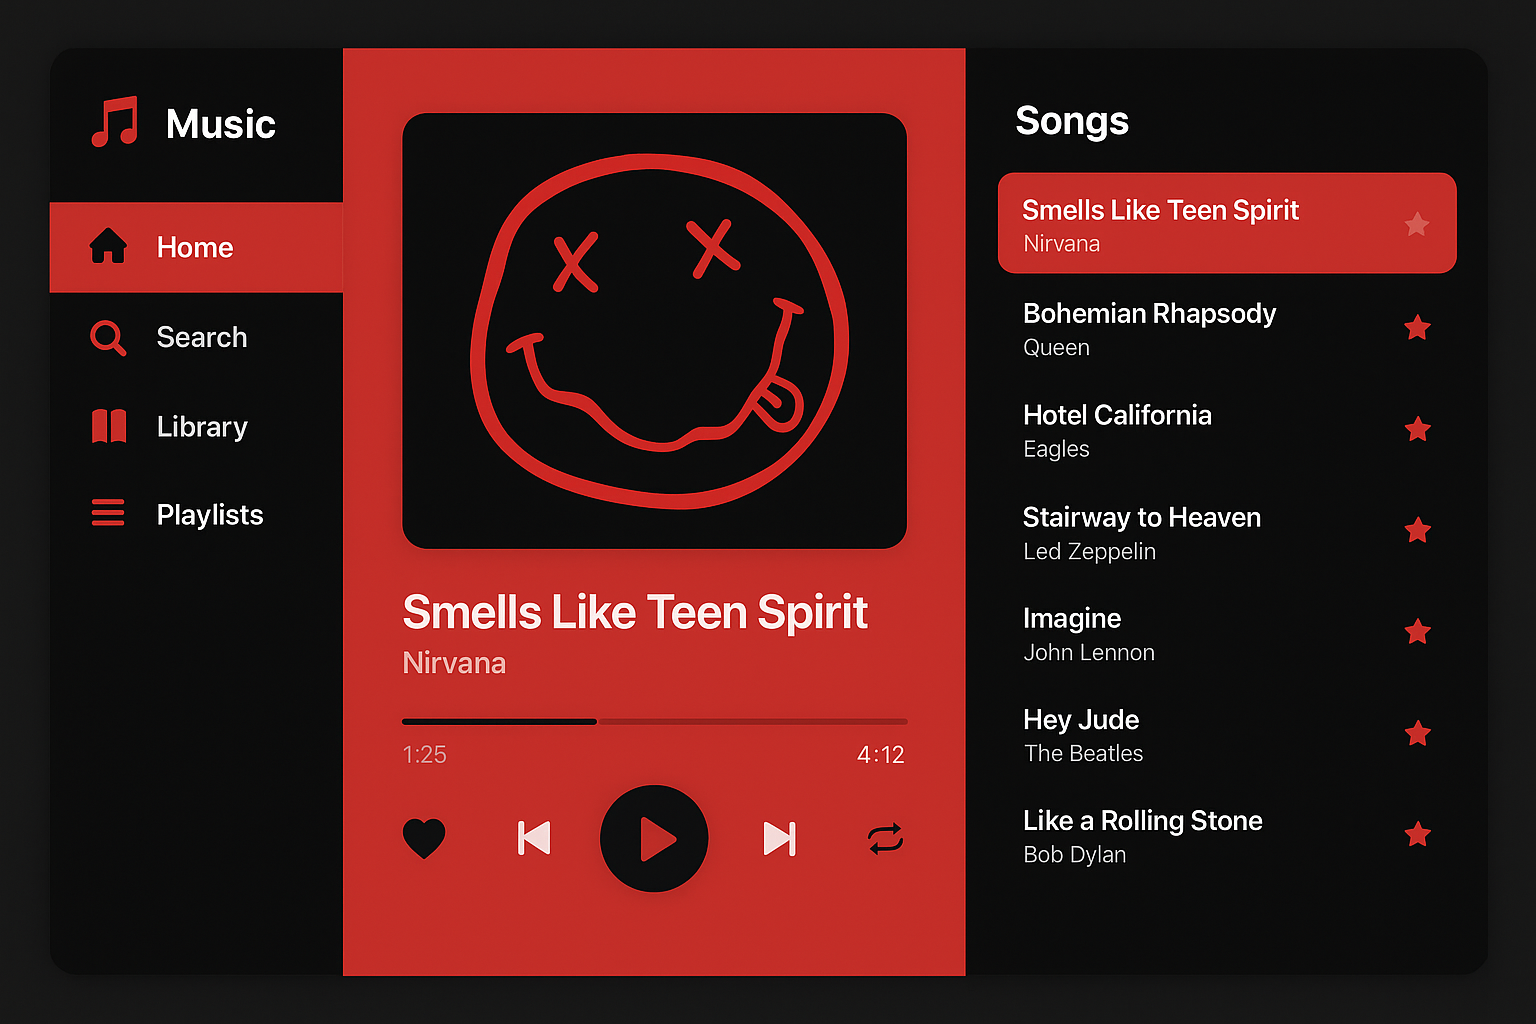 Music
Home
Search
Library
Playlists
Smells Like Teen Spirit
Nirvana
1:25
4:12
Songs
Smells Like Teen Spirit
Nirvana
Bohemian Rhapsody
Queen
Hotel California
Eagles
Stairway to Heaven
Led Zeppelin
Imagine
John Lennon
Hey Jude
The Beatles
Like a Rolling Stone
Bob Dylan